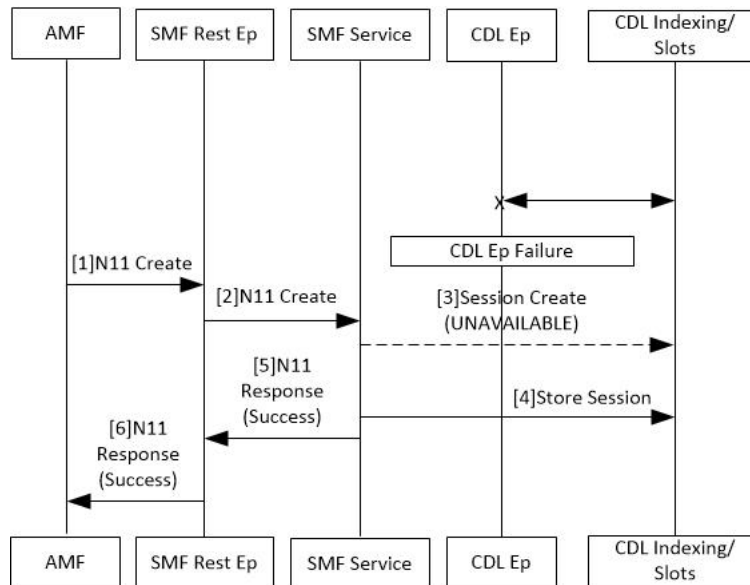 AMF
SMF Rest Ep
SMF Service
CDL Ep
CDL Indexing/
Slots
X
CDL Ep Failure
[1]N11 Create
[2]N11 Create
[3]Session Create
(UNAVAILABLE)
[5]N11
Response
(Success)
[4]Store Session
[6]N11
Response
(Success)
AMF
SMF Rest Ep
SMF Service
CDL Ep
CDL Indexing/
Slots